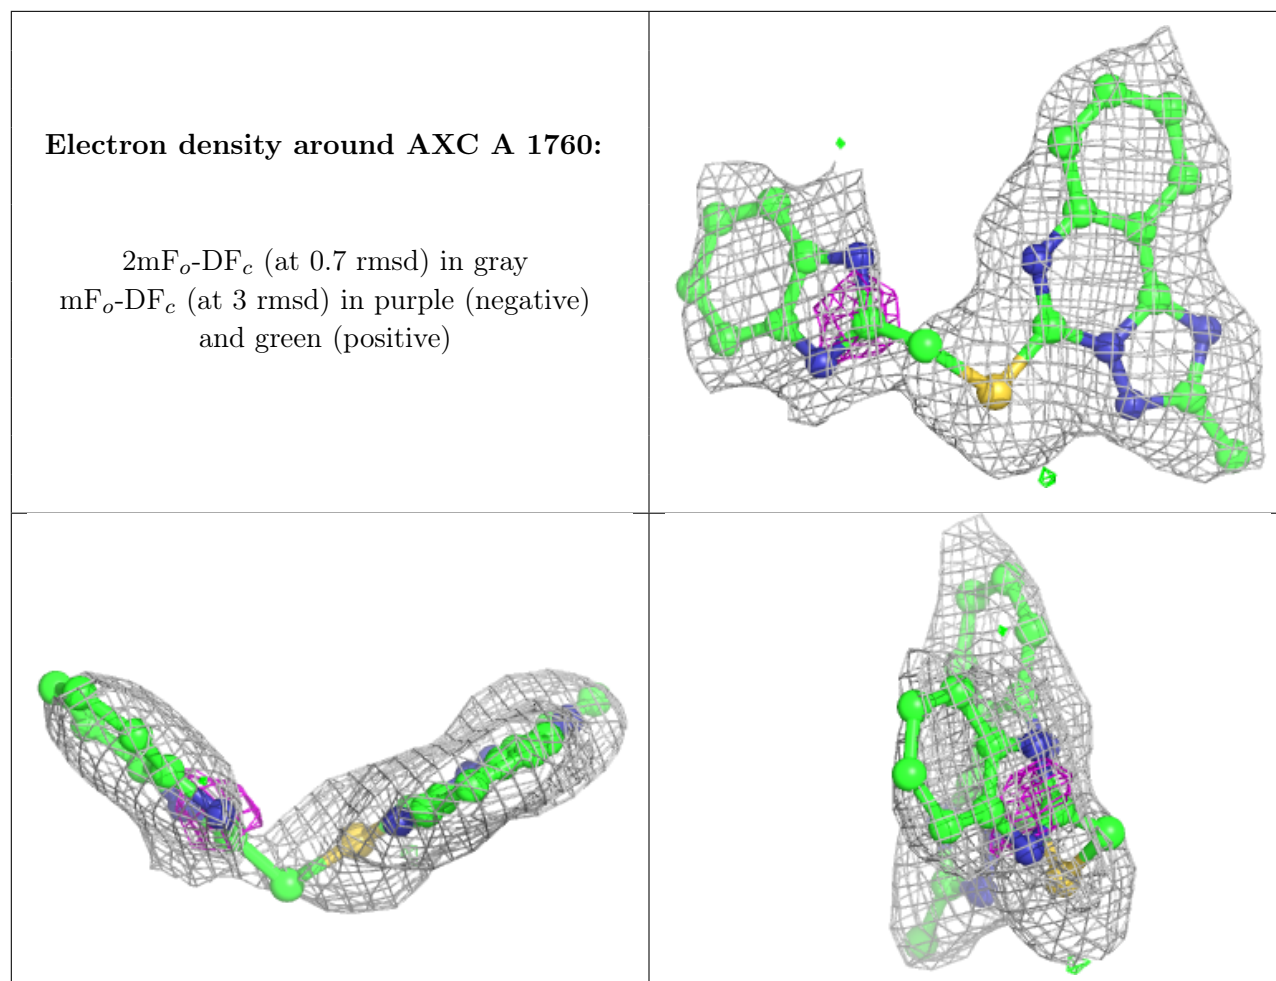 Electron density around AXC A 1760:
2mFo-DFc (at 0.7 rmsd) in gray
mFo-DFc (at 3 rmsd) in purple (negative)
and green (positive)